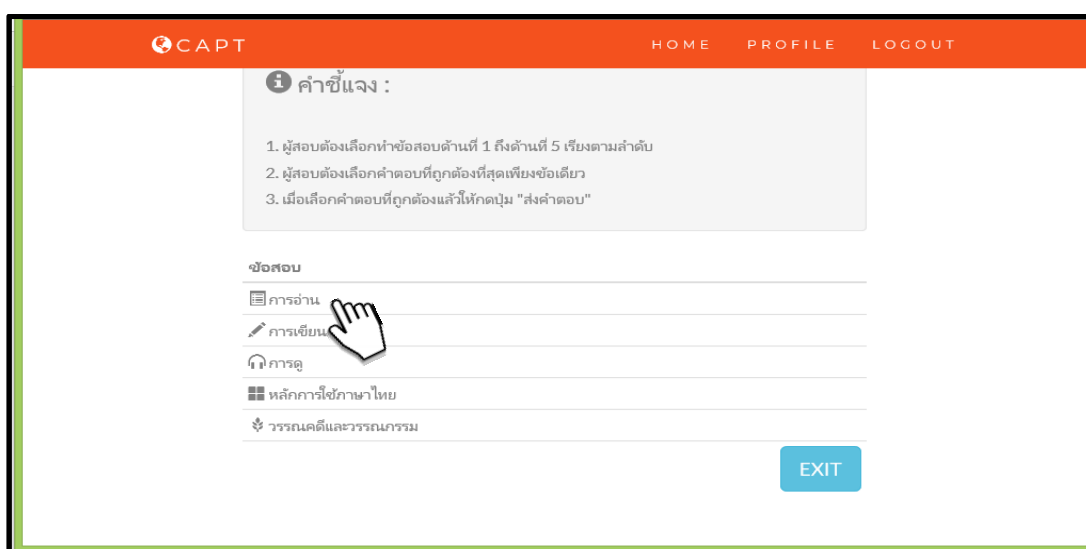 CAPT HOME PROFILE LOGOUT
คำชี้แจง :
1. ผู้สอบต้องเลือกทำข้อสอบด้านที่ 1 ถึงด้านที่ 5 เรียงตามลำดับ
2. ผู้สอบต้องเลือกคำตอบที่ถูกต้องที่สุดเพียงข้อเดียว
3. เมื่อเลือกคำตอบที่ถูกต้องแล้วให้กดปุ่ม "ส่งคำตอบ"
ข้อสอบ
การอ่าน
การเขียน
การดู
หลักการใช้ภาษาไทย
วรรณคดีและวรรณกรรม
EXIT